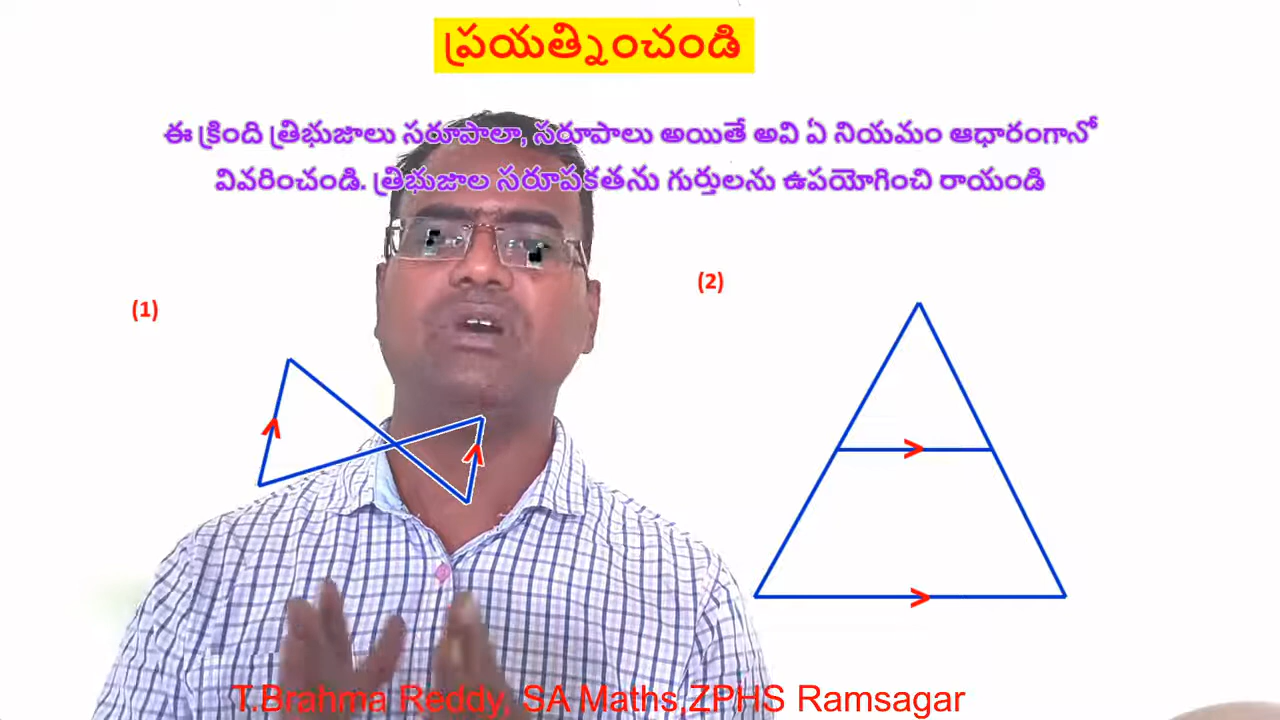 ప్రయత్నించండి
ఈ క్రింది త్రిభుజాలు సరూపాలా, సరూపాలు అయితే అవి ఏ నియమం ఆధారంగానో
వివరించండి. త్రిభుజాల సరూపకతను గుర్తులను ఉపయోగించి రాయండి
(1)
(2)
T.Brahma Reddy, SA Maths,ZPHS Ramsagar